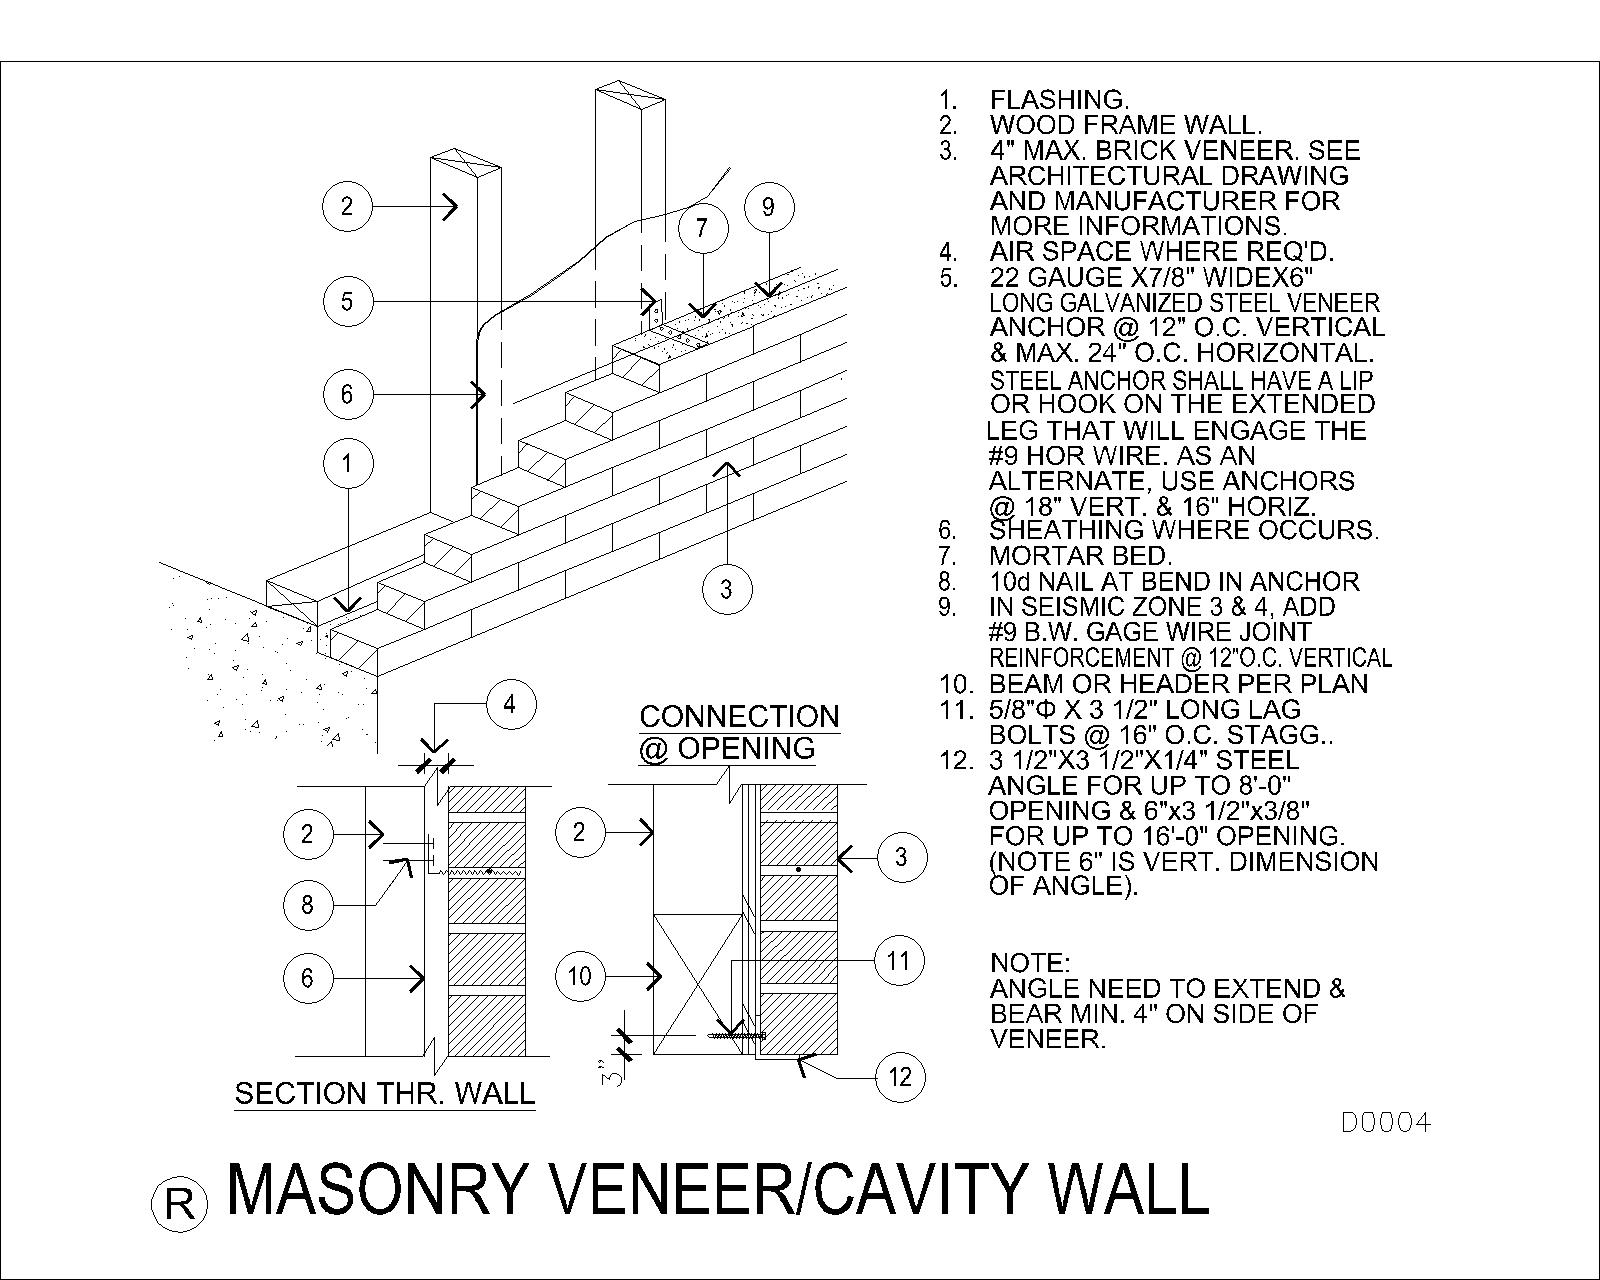 1. FLASHING.
2. WOOD FRAME WALL.
3. 4" MAX. BRICK VENEER. SEE
ARCHITECTURAL DRAWING
AND MANUFACTURER FOR
MORE INFORMATIONS.
4. AIR SPACE WHERE REQ'D.
5. 22 GAUGE X7/8" WIDEX6"
LONG GALVANIZED STEEL VENEER
ANCHOR @ 12" O.C. VERTICAL
& MAX. 24" O.C. HORIZONTAL.
STEEL ANCHOR SHALL HAVE A LIP
OR HOOK ON THE EXTENDED
LEG THAT WILL ENGAGE THE
#9 HOR WIRE. AS AN
ALTERNATE, USE ANCHORS
@ 18" VERT. & 16" HORIZ.
6. SHEATHING WHERE OCCURS.
7. MORTAR BED.
8. 10d NAIL AT BEND IN ANCHOR
9. IN SEISMIC ZONE 3 & 4, ADD
#9 B.W. GAGE WIRE JOINT
REINFORCEMENT @ 12"O.C. VERTICAL
10. BEAM OR HEADER PER PLAN
11. 5/8"Φ X 3 1/2" LONG LAG
BOLTS @ 16" O.C. STAGG..
12. 3 1/2"X3 1/2"X1/4" STEEL
ANGLE FOR UP TO 8'-0"
OPENING & 6"x3 1/2"x3/8"
FOR UP TO 16'-0" OPENING.
(NOTE 6" IS VERT. DIMENSION
OF ANGLE).
NOTE:
ANGLE NEED TO EXTEND &
BEAR MIN. 4" ON SIDE OF
VENEER.
2
5
6
1
7
9
3
4
2
8
6
SECTION THR. WALL
CONNECTION
@ OPENING
2
3
10
11
3"
12
D0004
R MASONRY VENEER/CAVITY WALL